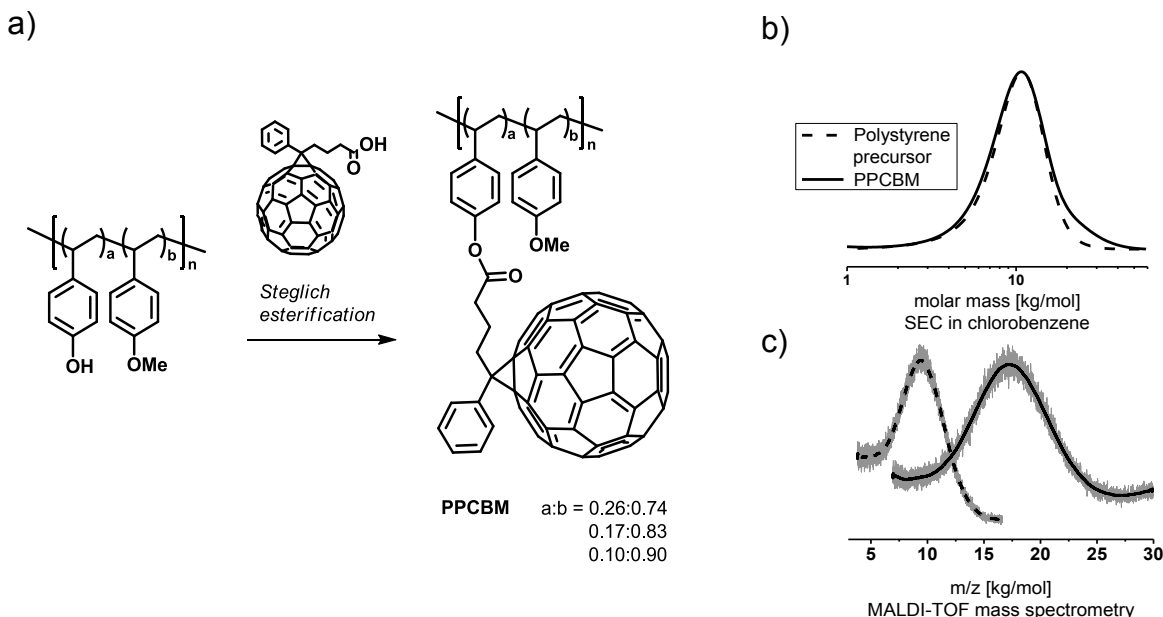 a)
OH
O
a
b
n
OH
OMe
Steglich
esterification
a
b
n
OMe
O
O
PPCBM a:b = 0.26:0.74
0.17:0.83
0.10:0.90
b)
Polystyrene
precursor
PPCBM
1
10
molar mass [kg/mol]
SEC in chlorobenzene
c)
5
10
15
20
25
30
m/z [kg/mol]
MALDI-TOF mass spectrometry